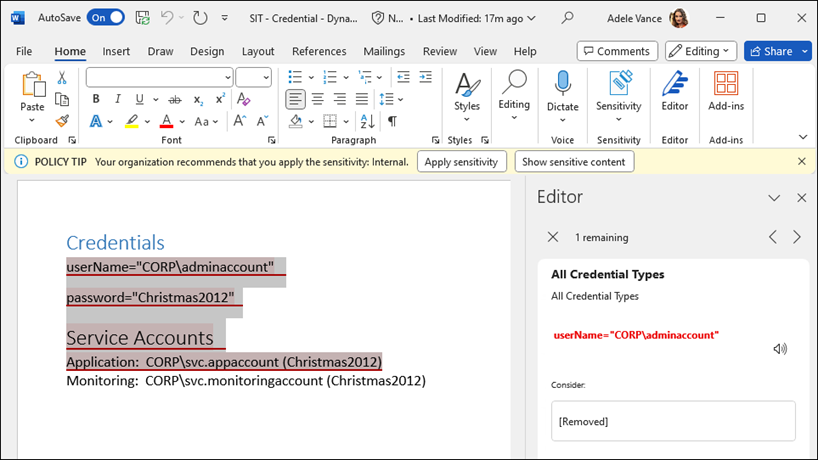 AutoSave On SIT - Credential - Dyna... N... • Last Modified: 17m ago Adele Vance
File Home Insert Draw Design Layout References Mailings Review View Help Comments Editing Share
Paste B I U ab x₂ x² A Styles Editing Dictate Sensitivity Editor Add-ins
A A Aa A A
Clipboard Font Paragraph Styles Voice Sensitivity Editor Add-ins
POLICY TIP Your organization recommends that you apply the sensitivity: Internal. Apply sensitivity Show sensitive content
Credentials
userName="CORP\adminaccount"
password="Christmas2012"
Service Accounts
Application: CORP\svc.appaccount (Christmas2012)
Monitoring: CORP\svc.monitoringaccount (Christmas2012)
Editor
1 remaining
All Credential Types
All Credential Types
userName="CORP\adminaccount"
Consider:
[Removed]